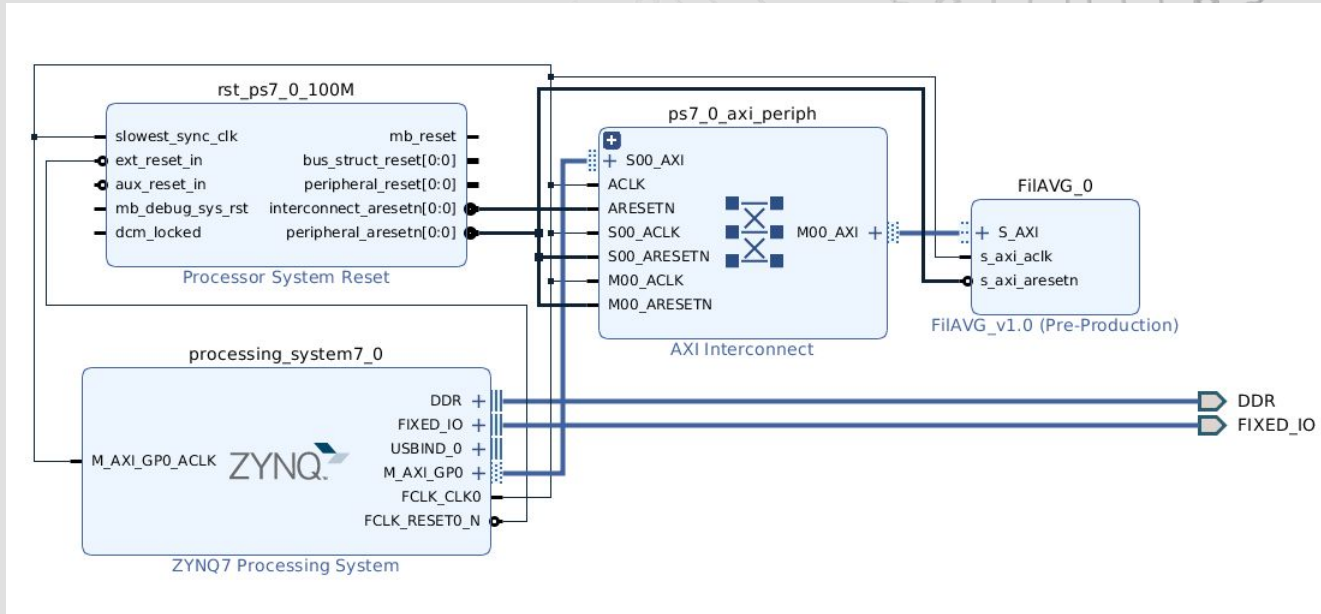 rst_ps7_0_100M
slowest_sync_clk
ext_reset_in
aux_reset_in
mb_debug_sys_rst
dcm_locked
mb_reset
bus_struct_reset[0:0]
peripheral_reset[0:0]
interconnect_aresetn[0:0]
peripheral_aresetn[0:0]
Processor System Reset
ps7_0_axi_periph
S00_AXI
ACLK
ARESETN
S00_ACLK
S00_ARESETN
M00_ACLK
M00_ARESETN
M00_AXI
AXI Interconnect
FilAVG_0
S_AXI
s_axi_aclk
s_axi_aresetn
FilAVG_v1.0 (Pre-Production)
processing_system7_0
M_AXI_GP0_ACLK
ZYNQ
DDR
FIXED_IO
USBIND_0
M_AXI_GP0
FCLK_CLK0
FCLK_RESET0_N
ZYNQ7 Processing System
DDR
FIXED_IO